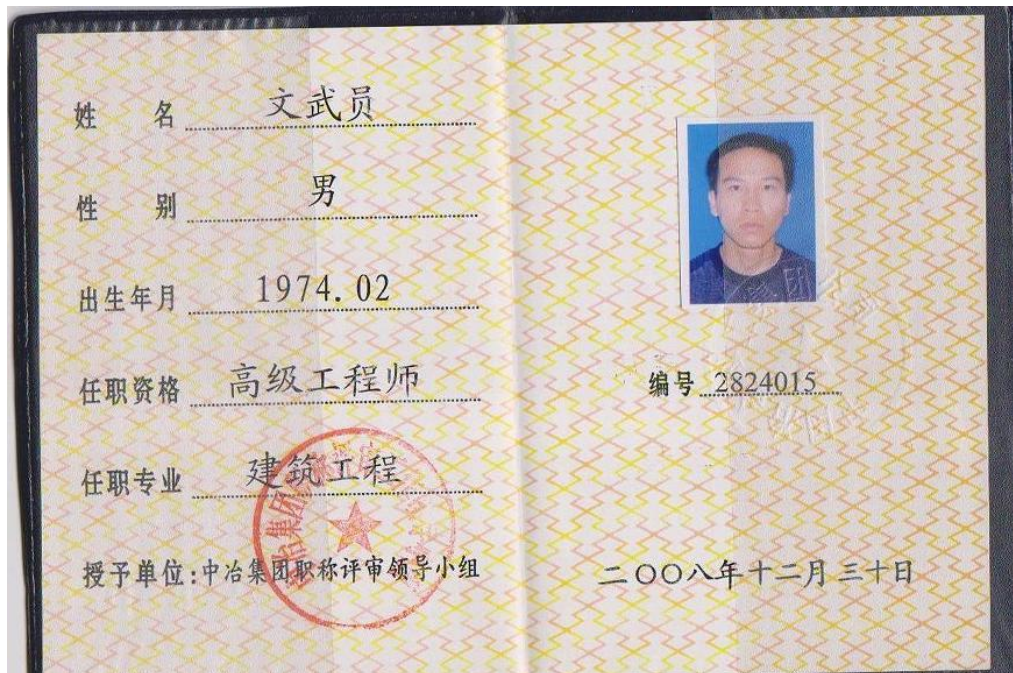 姓 名 文武员
性 别 男
出生年月 1974.02
任职资格 高级工程师
任职专业 建筑工程
授予单位:中冶集团职称评审领导小组
编号 2824015
二〇〇八年十二月三十日